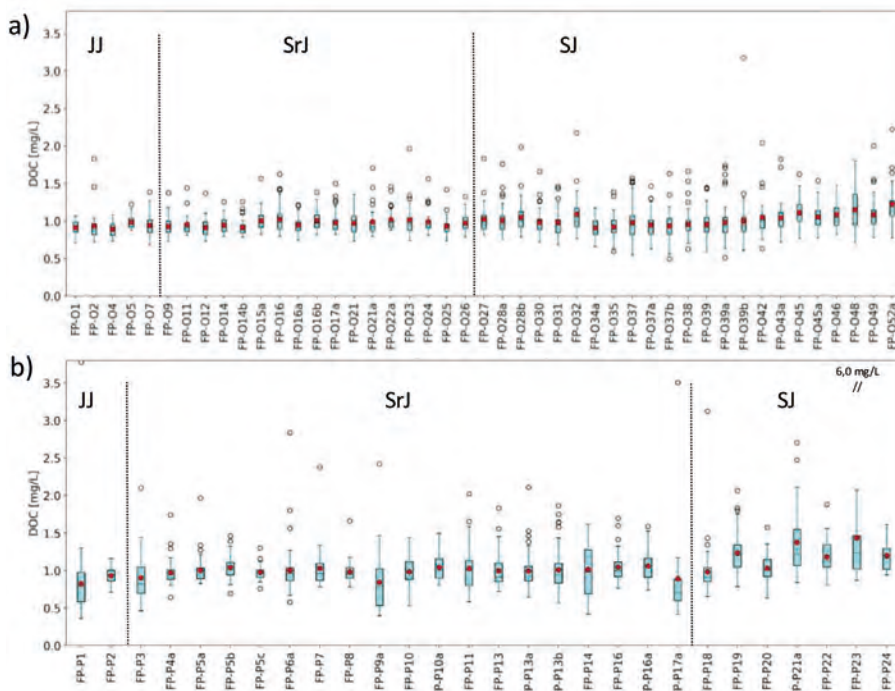 a)
JJ
SrJ
SJ
DOC [mg/L]
3.5
3.0
2.5
2.0
1.5
1.0
0.5
0.0
FP-O1
FP-O2
FP-O4
FP-O5
FP-O7
FP-O9
FP-O11
FP-O12
FP-O14
FP-O14b
FP-O15a
FP-O16
FP-O16a
FP-O16b
FP-O17a
FP-O21
FP-O21a
FP-O22a
FP-O23
FP-O24
FP-O25
FP-O26
FP-O27
FP-O28a
FP-O28b
FP-O30
FP-O31
FP-O32
FP-O34a
FP-O35
FP-O37
FP-O37a
FP-O37b
FP-O38
FP-O39
FP-O39a
FP-O39b
FP-O42
FP-O43a
FP-O45
FP-O45a
FP-O46
FP-O48
FP-O49
FP-O52a
b)
JJ
SrJ
SJ
6,0 mg/L
//
DOC [mg/L]
3.5
3.0
2.5
2.0
1.5
1.0
0.5
0.0
FP-P1
FP-P2
FP-P3
FP-P4a
FP-P5a
FP-P5b
FP-P5c
FP-P6a
FP-P7
FP-P8
FP-P9a
FP-P10
FP-P10a
FP-P11
FP-P13
FP-P13a
FP-P13b
FP-P14
FP-P16
FP-P16a
FP-P17a
FP-P18
FP-P19
FP-P20
FP-P21a
FP-P22
FP-P23
FP-P24